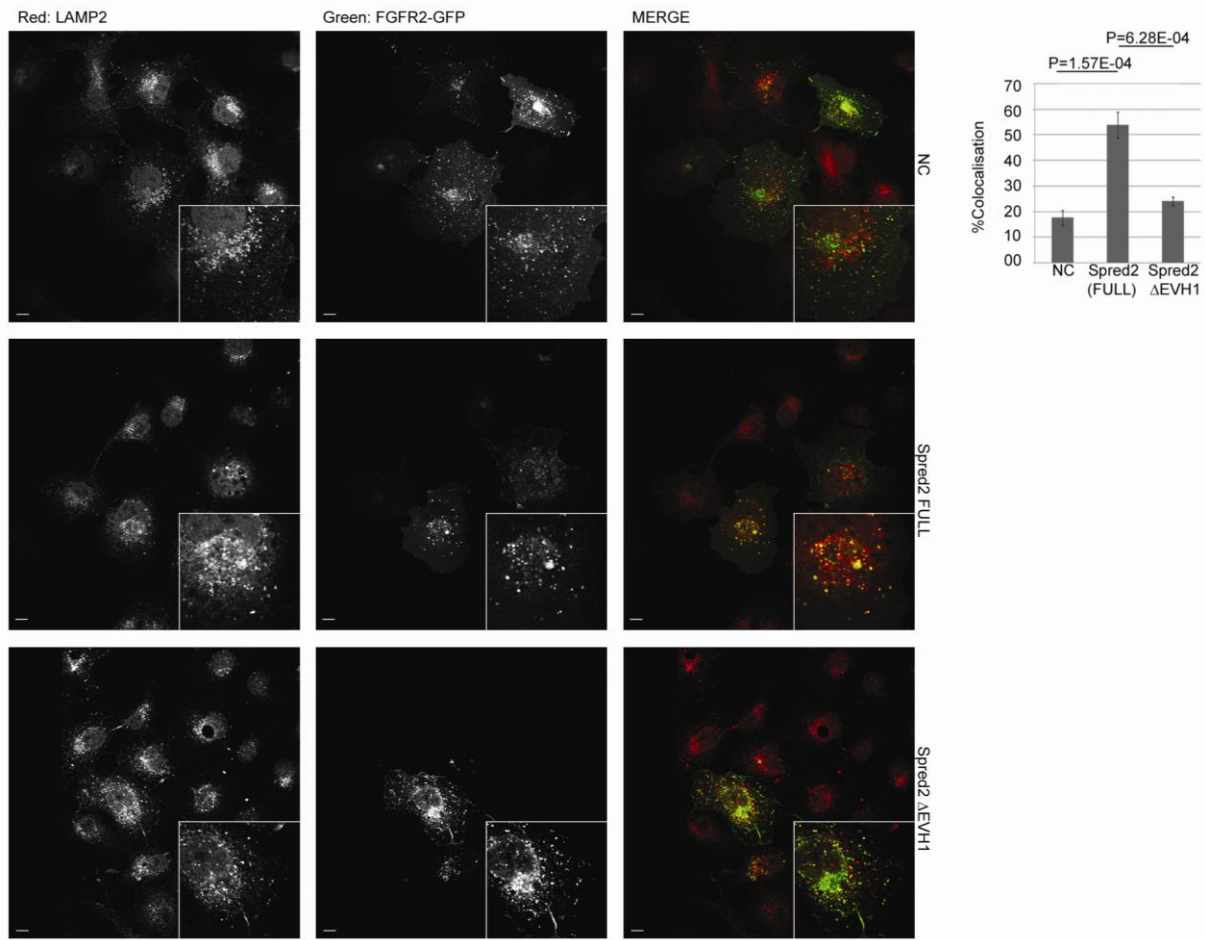 Red: LAMP2
Green: FGFR2-GFP
MERGE
NC
Spred2 FULL
Spred2 ΔEVH1
P=6.28E-04
P=1.57E-04
%Colocalisation
70
60
50
40
30
20
10
00
NC
Spred2
(FULL)
Spred2
ΔEVH1